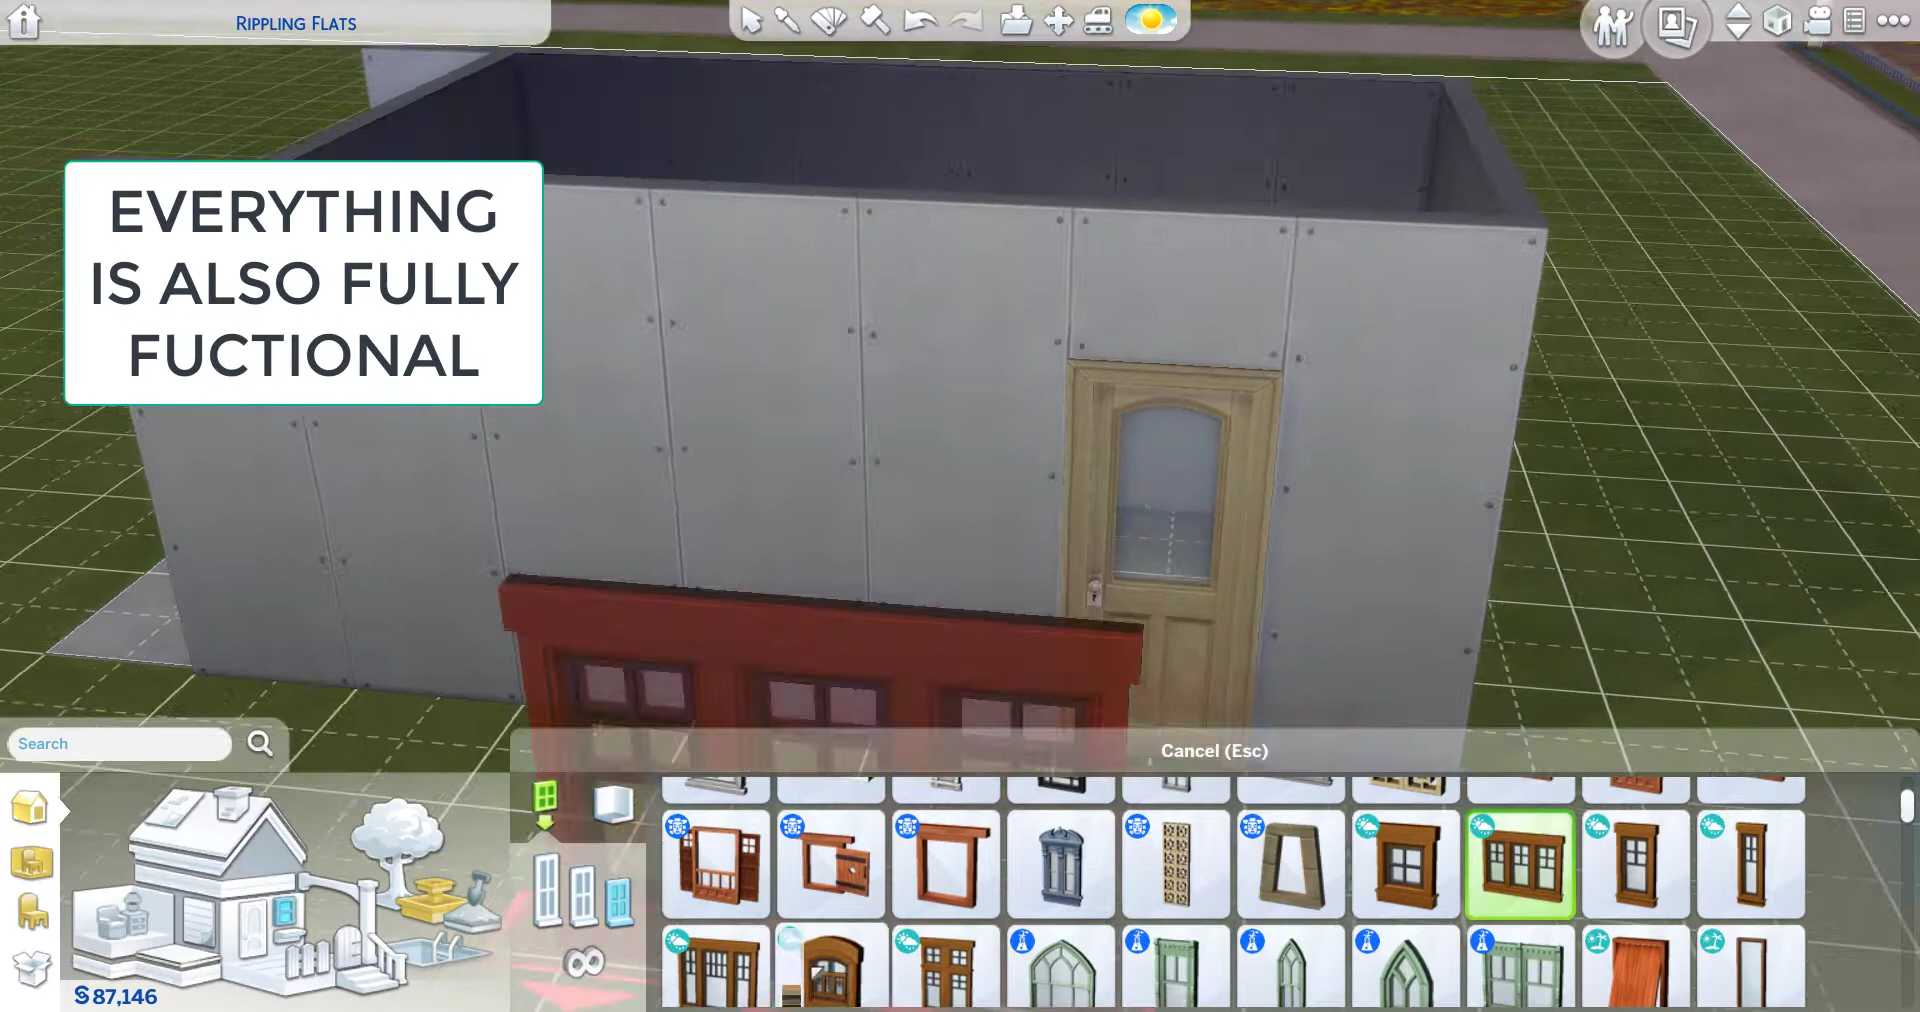 RIPPLING FLATS
EVERYTHING
IS ALSO FULLY
FUCTIONAL
Search
Cancel (Esc)
§87,146